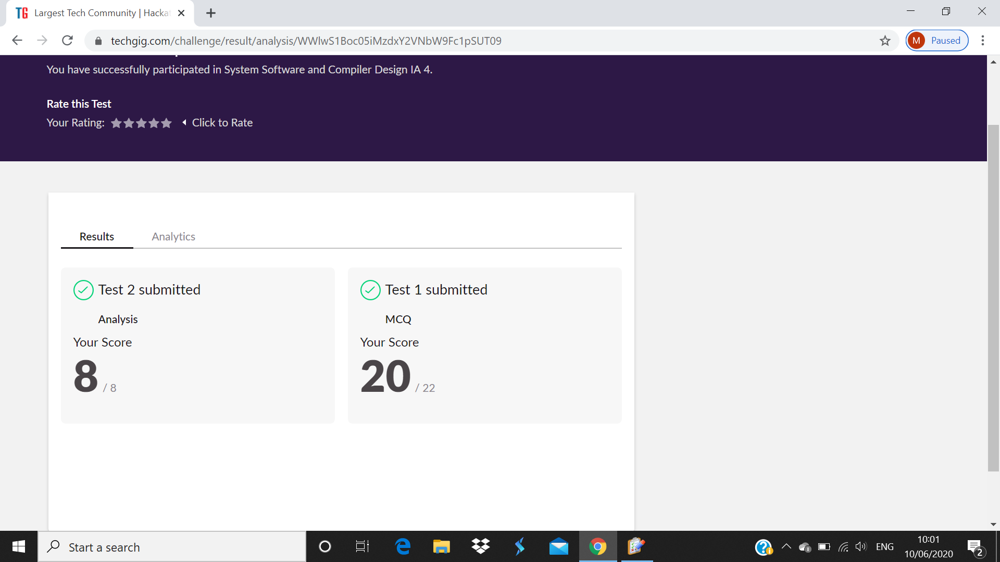 TG Largest Tech Community | Hacka
techgig.com/challenge/result/analysis/WWlwS1Boc05iMzdxY2VNbW9Fc1pSUT09
M Paused
You have successfully participated in System Software and Compiler Design IA 4.
Rate this Test
Your Rating: Click to Rate
Results Analytics
Test 2 submitted
Analysis
Your Score
8 / 8
Test 1 submitted
MCQ
Your Score
20 / 22
Start a search
ENG
10:01
10/06/2020
2